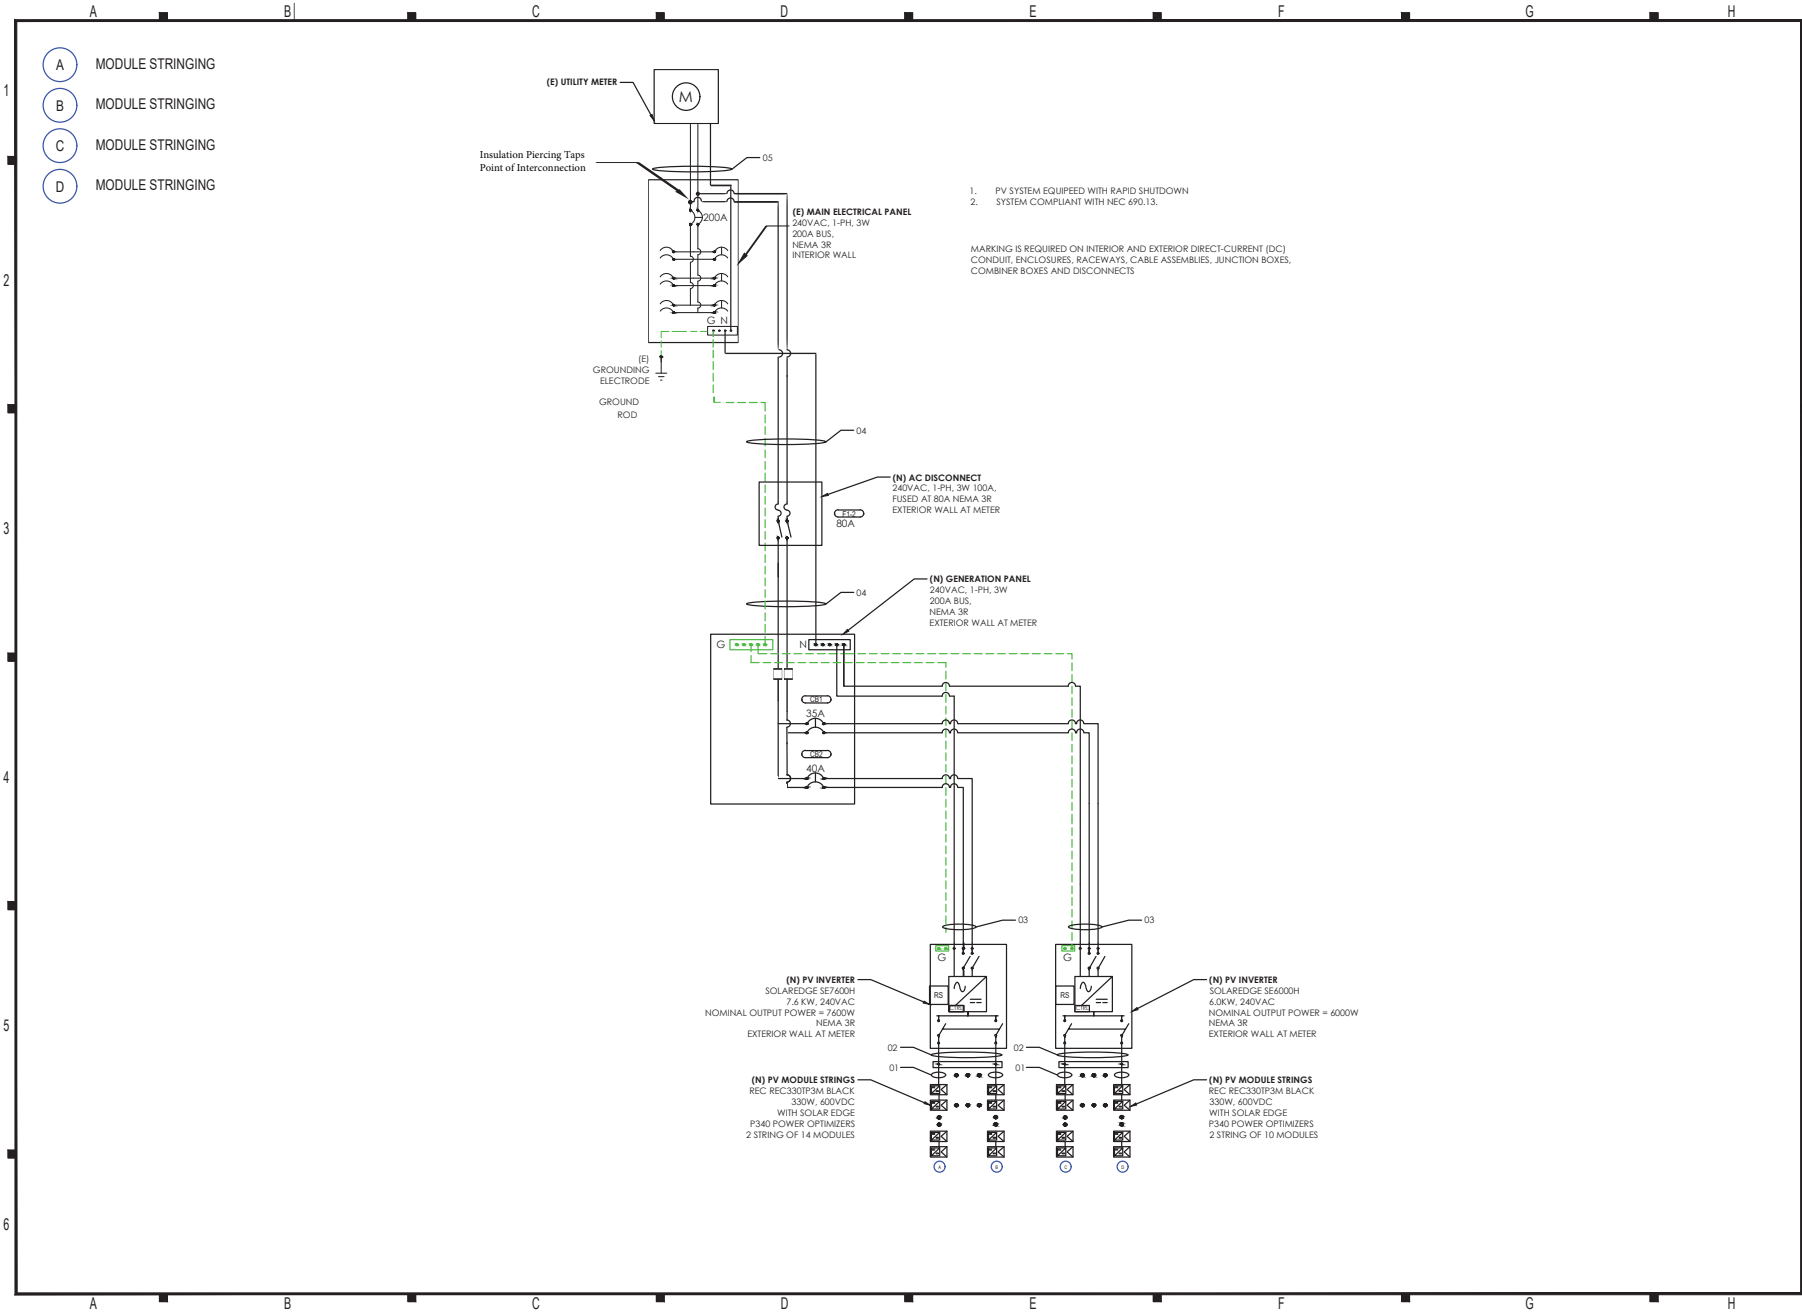 A B C D E F G H
A MODULE STRINGING
B MODULE STRINGING
C MODULE STRINGING
D MODULE STRINGING
1
2
3
4
5
6
(E) UTILITY METER
M
Insulation Piercing Taps
Point of Interconnection
05
200A
(E) MAIN ELECTRICAL PANEL
240VAC, 1-PH, 3W
200A BUS,
NEMA 3R
INTERIOR WALL
1. PV SYSTEM EQUIPEED WITH RAPID SHUTDOWN
2. SYSTEM COMPLIANT WITH NEC 690.13.
MARKING IS REQUIRED ON INTERIOR AND EXTERIOR DIRECT-CURRENT (DC)
CONDUIT, ENCLOSURES, RACEWAYS, CABLE ASSEMBLIES, JUNCTION BOXES,
COMBINER BOXES AND DISCONNECTS
G N
(E)
GROUNDING
ELECTRODE
GROUND
ROD
04
(N) AC DISCONNECT
240VAC, 1-PH, 3W 100A,
FUSED AT 80A NEMA 3R
EXTERIOR WALL AT METER
F1-2
80A
04
(N) GENERATION PANEL
240VAC, 1-PH, 3W
200A BUS,
NEMA 3R
EXTERIOR WALL AT METER
G N
CB1
35A
CB2
40A
03 03
G G
RS RS
(N) PV INVERTER
SOLAREDGE SE7600H
7.6 KW, 240VAC
NOMINAL OUTPUT POWER = 7600W
NEMA 3R
EXTERIOR WALL AT METER
(N) PV INVERTER
SOLAREDGE SE6000H
6.0KW, 240VAC
NOMINAL OUTPUT POWER = 6000W
NEMA 3R
EXTERIOR WALL AT METER
02 02
01 01
(N) PV MODULE STRINGS
REC REC330TP3M BLACK
330W, 600VDC
WITH SOLAR EDGE
P340 POWER OPTIMIZERS
2 STRING OF 14 MODULES
(N) PV MODULE STRINGS
REC REC330TP3M BLACK
330W, 600VDC
WITH SOLAR EDGE
P340 POWER OPTIMIZERS
2 STRING OF 10 MODULES
A B C D
A B C D E F G H